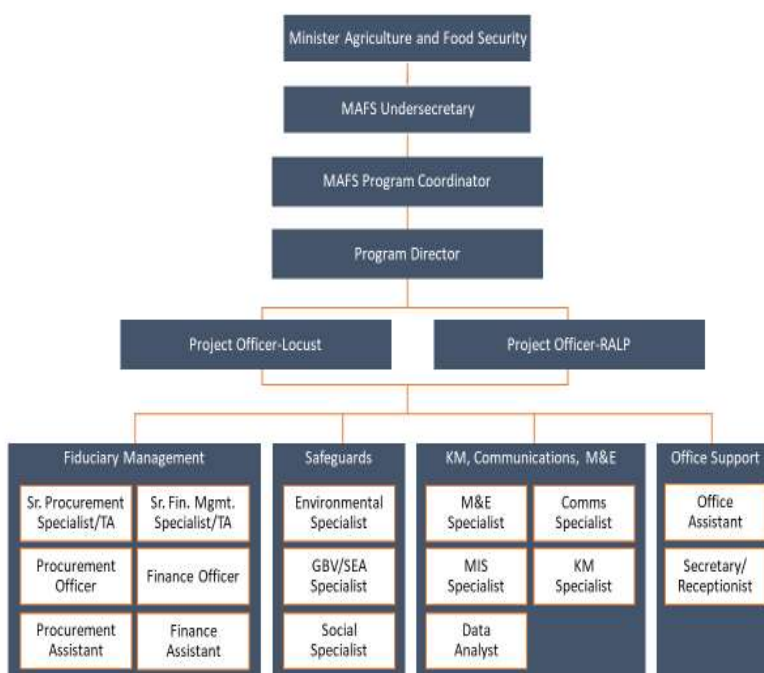 Minister Agriculture and Food Security
MAFS Undersecretary
MAFS Program Coordinator
Program Director
Project Officer-Locust
Project Officer-RALP
Fiduciary Management
Sr. Procurement
Specialist/TA
Sr. Fin. Mgmt.
Specialist/TA
Procurement
Officer
Finance Officer
Procurement
Assistant
Finance
Assistant
Safeguards
Environmental
Specialist
GBV/SEA
Specialist
Social
Specialist
KM, Communications, M&E
M&E
Specialist
Comms
Specialist
MIS
Specialist
KM
Specialist
Data
Analyst
Office Support
Office
Assistant
Secretary/
Receptionist